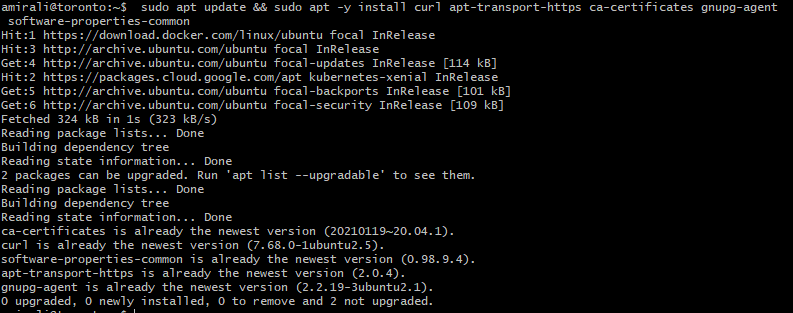 amirali@toronto:~$  sudo apt update && sudo apt -y install curl apt-transport-https ca-certificates gnupg-agent
 software-properties-common
Hit:1 https://download.docker.com/linux/ubuntu focal InRelease
Hit:3 http://archive.ubuntu.com/ubuntu focal InRelease
Get:4 http://archive.ubuntu.com/ubuntu focal-updates InRelease [114 kB]
Hit:2 https://packages.cloud.google.com/apt kubernetes-xenial InRelease
Get:5 http://archive.ubuntu.com/ubuntu focal-backports InRelease [101 kB]
Get:6 http://archive.ubuntu.com/ubuntu focal-security InRelease [109 kB]
Fetched 324 kB in 1s (323 kB/s)
Reading package lists... Done
Building dependency tree
Reading state information... Done
2 packages can be upgraded. Run 'apt list --upgradable' to see them.
Reading package lists... Done
Building dependency tree
Reading state information... Done
ca-certificates is already the newest version (20210119~20.04.1).
curl is already the newest version (7.68.0-1ubuntu2.5).
software-properties-common is already the newest version (0.98.9.4).
apt-transport-https is already the newest version (2.0.4).
gnupg-agent is already the newest version (2.2.19-3ubuntu2.1).
0 upgraded, 0 newly installed, 0 to remove and 2 not upgraded.
amirali@toronto:~$